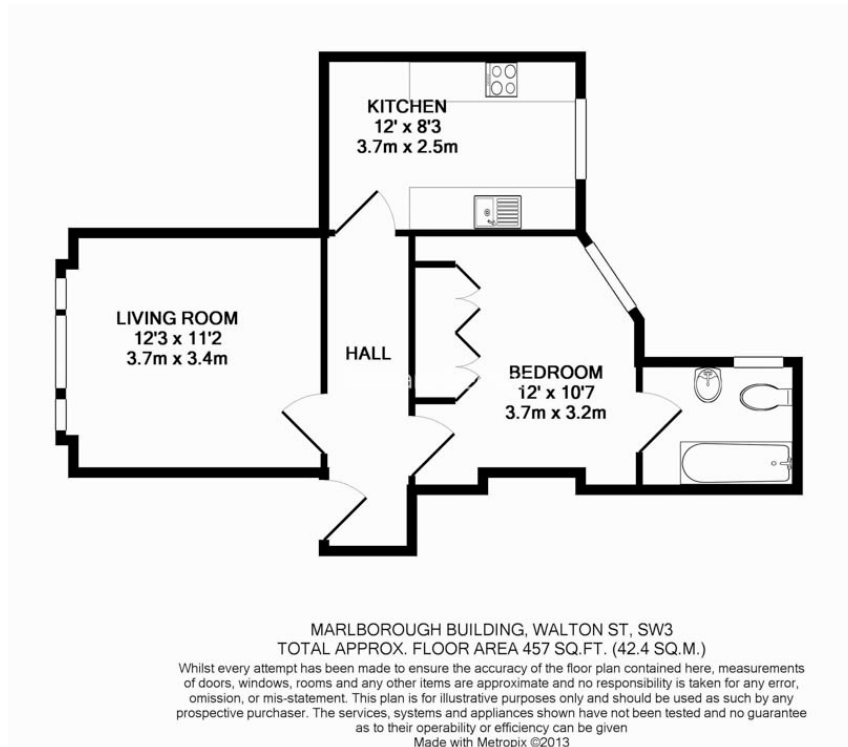 KITCHEN
12' x 8'3
3.7m x 2.5m
LIVING ROOM
12'3 x 11'2
3.7m x 3.4m
HALL
BEDROOM
12' x 10'7
3.7m x 3.2m
MARLBOROUGH BUILDING, WALTON ST, SW3
TOTAL APPROX. FLOOR AREA 457 SQ.FT. (42.4 SQ.M.)
Whilst every attempt has been made to ensure the accuracy of the floor plan contained here, measurements
of doors, windows, rooms and any other items are approximate and no responsibility is taken for any error,
omission, or mis-statement. This plan is for illustrative purposes only and should be used as such by any
prospective purchaser. The services, systems and appliances shown have not been tested and no guarantee
as to their operability or efficiency can be given
Made with Metropix ©2013